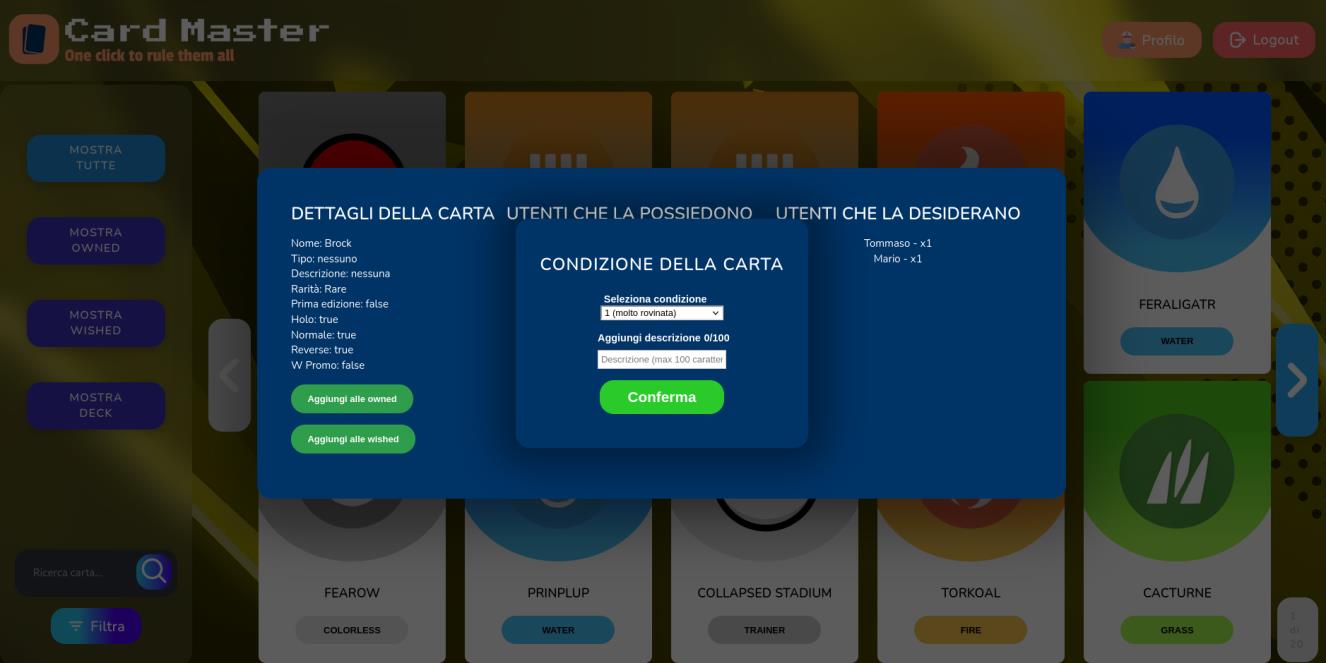 Card Master
One click to rule them all
Profilo
Logout
MOSTRA
TUTTE
MOSTRA
OWNED
MOSTRA
WISHED
MOSTRA
DECK
Ricerca carta...
Filtra
DETTAGLI DELLA CARTA
Nome: Brock
Tipo: nessuno
Descrizione: nessuna
Rarità: Rare
Prima edizione: false
Holo: true
Normale: true
Reverse: true
W Promo: false
Aggiungi alle owned
Aggiungi alle wished
UTENTI CHE LA POSSIEDONO
UTENTI CHE LA DESIDERANO
Tommaso - x1
Mario - x1
CONDIZIONE DELLA CARTA
Seleziona condizione
1 (molto rovinata)
Aggiungi descrizione 0/100
Descrizione (max 100 caratter
Conferma
FERALIGATR
WATER
FEAROW
COLORLESS
PRINPLUP
WATER
COLLAPSED STADIUM
TRAINER
TORKOAL
FIRE
CACTURNE
GRASS
1
di
20